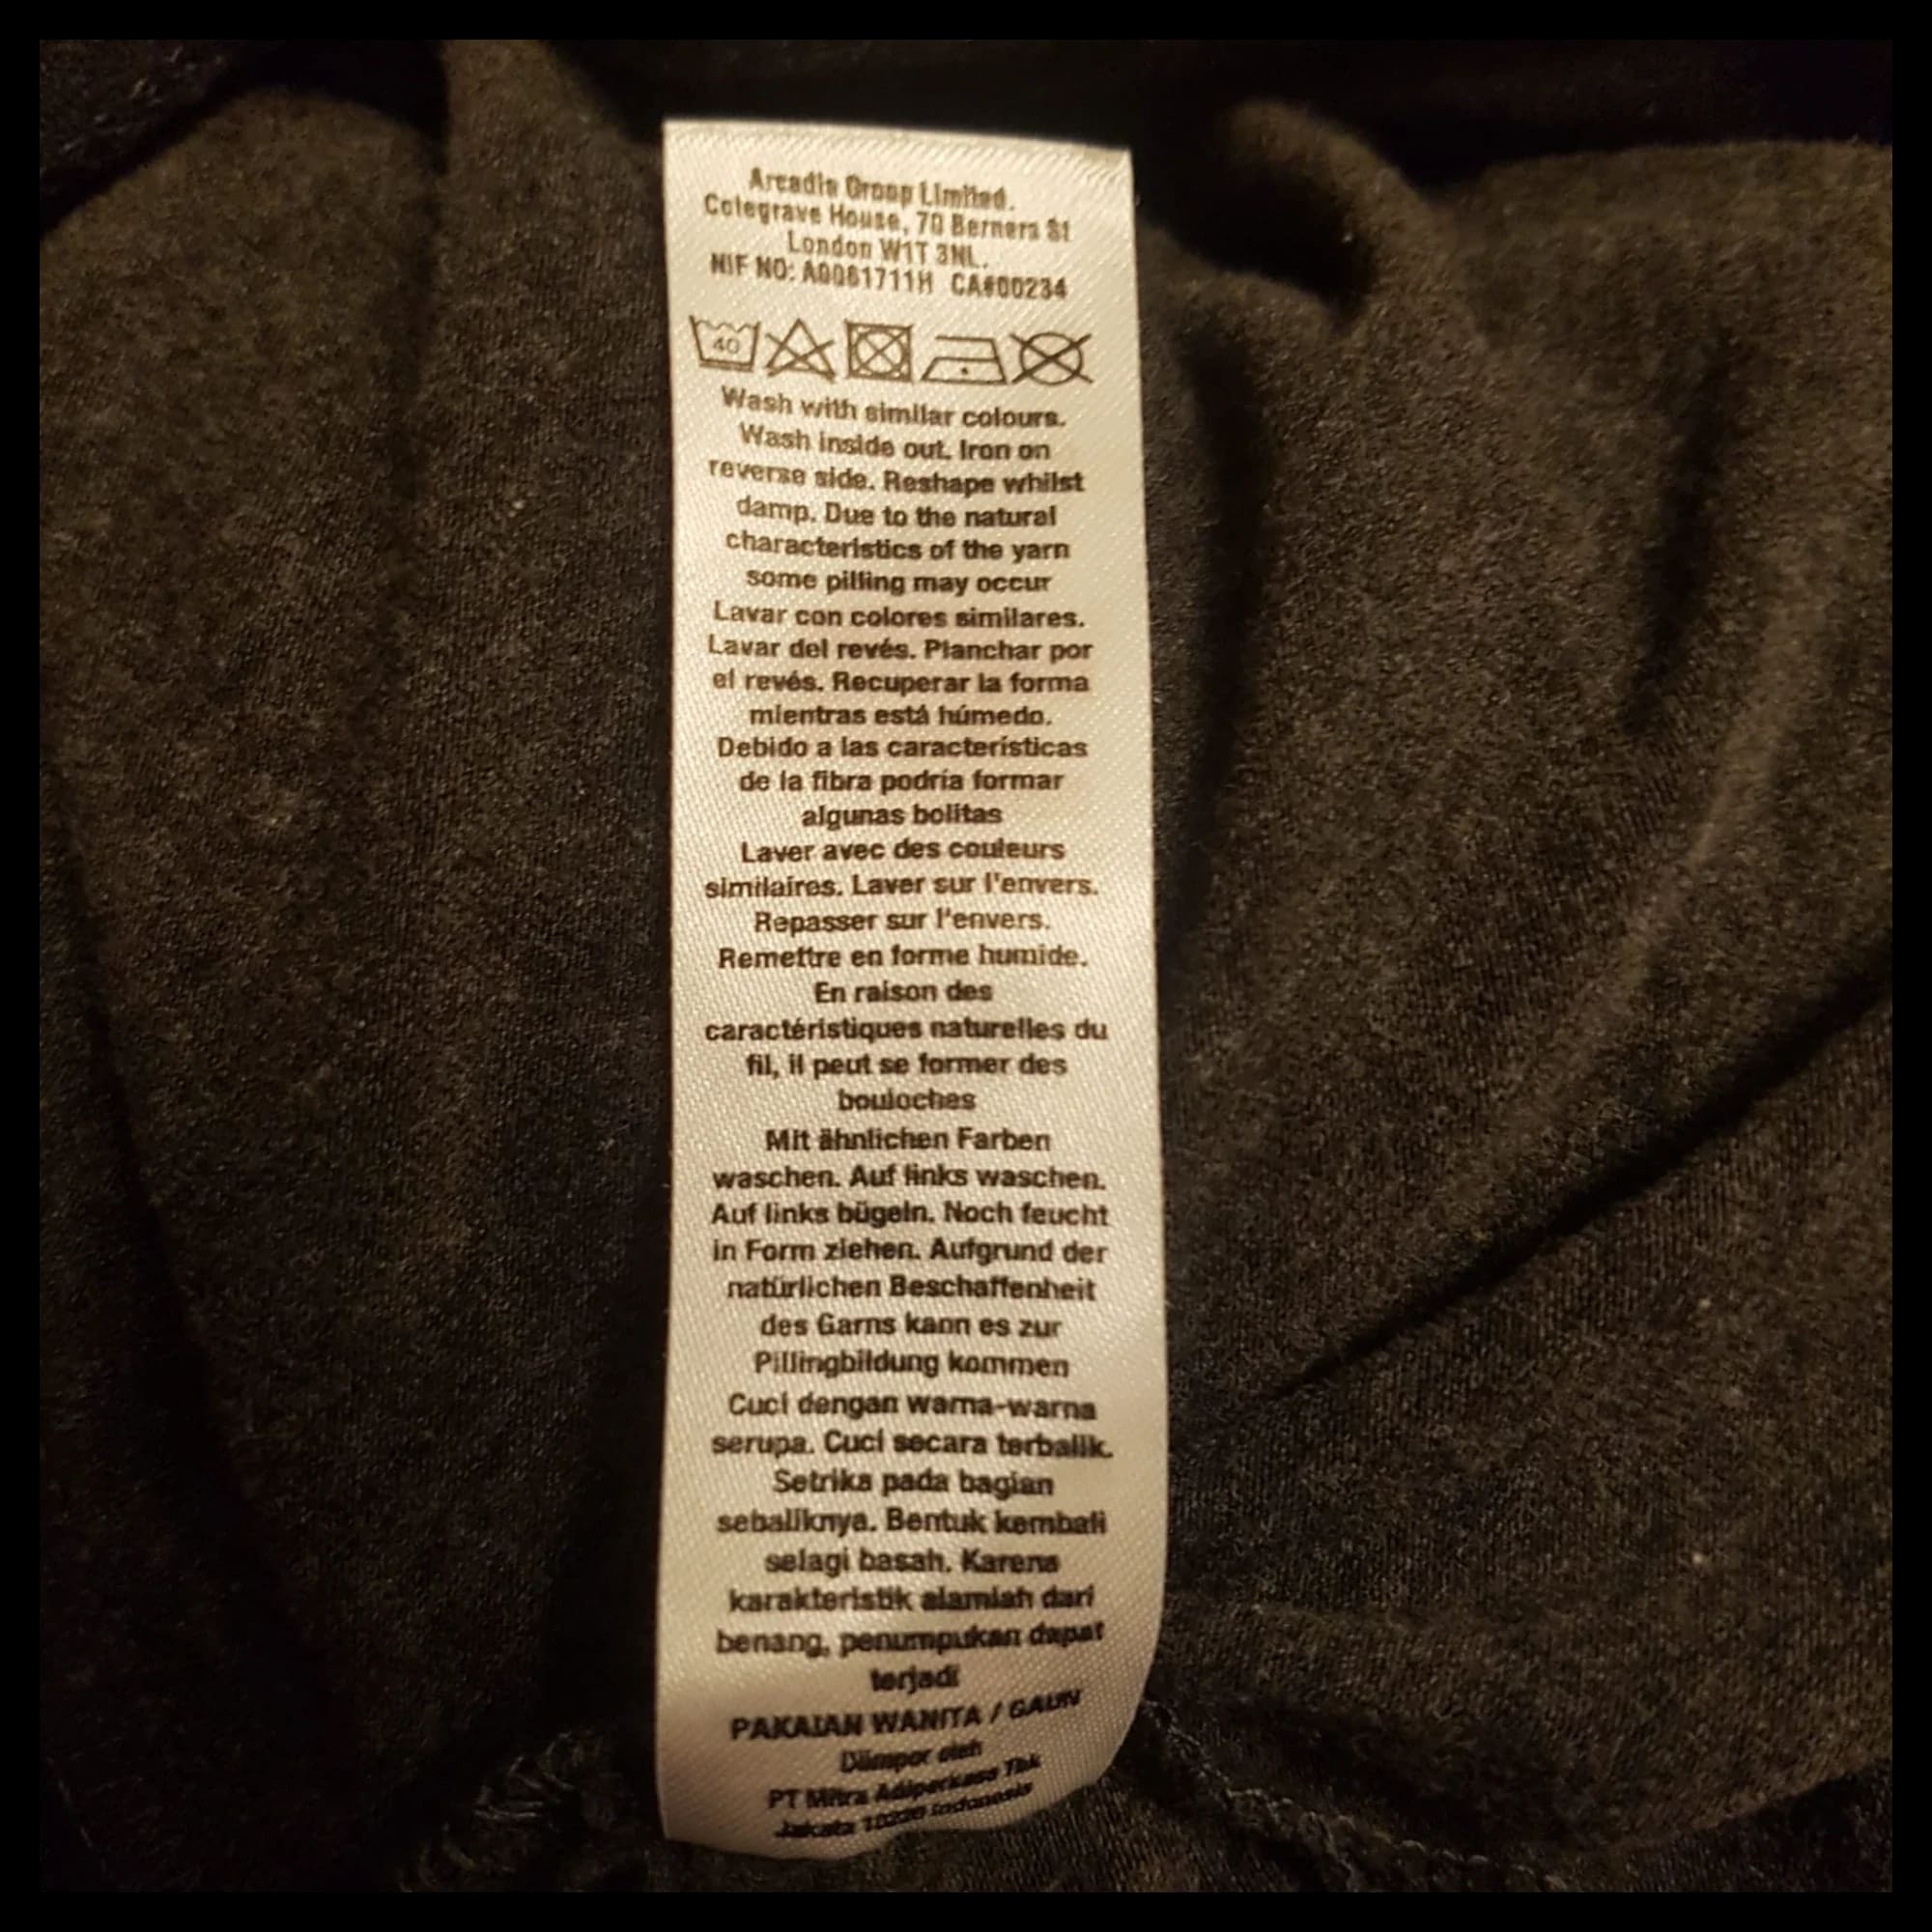 Arcadia Group Limited.
Colegrave House, 70 Berners St
London W1T 3NL.
NIF NO: A0081711H CA#00234
40
Wash with similar colours.
Wash inside out. Iron on
reverse side. Reshape whilst
damp. Due to the natural
characteristics of the yarn
some pilling may occur
Lavar con colores similares.
Lavar del revés. Planchar por
el revés. Recuperar la forma
mientras está húmedo.
Debido a las características
de la fibra podría formar
algunas bolitas
Laver avec des couleurs
similaires. Laver sur l'envers.
Repasser sur l'envers.
Remettre en forme humide.
En raison des
caractéristiques naturelles du
fil, il peut se former des
bouloches
Mit ähnlichen Farben
waschen. Auf links waschen.
Auf links bügeln. Noch feucht
in Form ziehen. Aufgrund der
natürlichen Beschaffenheit
des Garns kann es zur
Pillingbildung kommen
Cuci dengan warna-warna
serupa. Cuci secara terbalik.
Setrika pada bagian
sebaliknya. Bentuk kembali
selagi basah. Karena
karakteristik alamiah dari
benang, penumpukan dapat
terjadi
PAKAIAN WANITA / GAUN
Diimpor oleh
PT Mitra Adiperkasa Tbk
Jakarta 10220 Indonesia